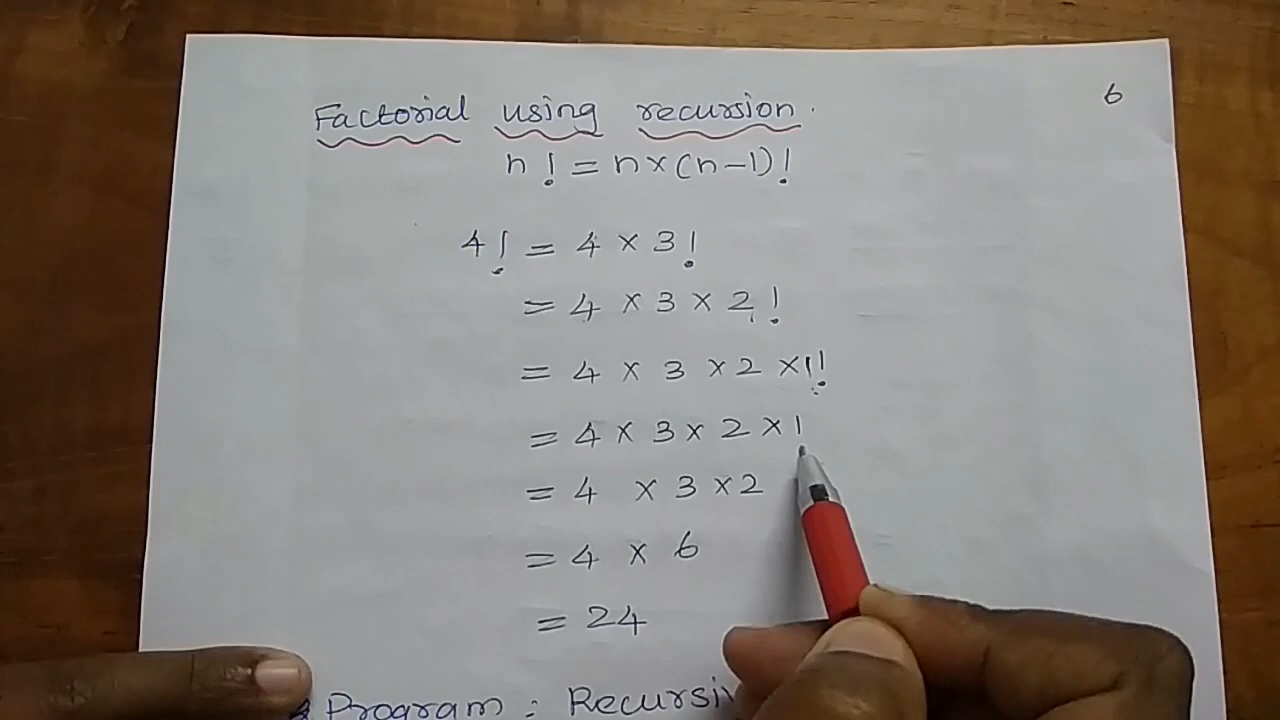 6
Factorial using recursion.
n! = n×(n-1)!
4! = 4 × 3!
= 4 × 3 × 2!
= 4 × 3 × 2 ×1!
= 4 × 3 × 2 × 1
= 4 × 3 × 2
= 4 × 6
= 24
Program :